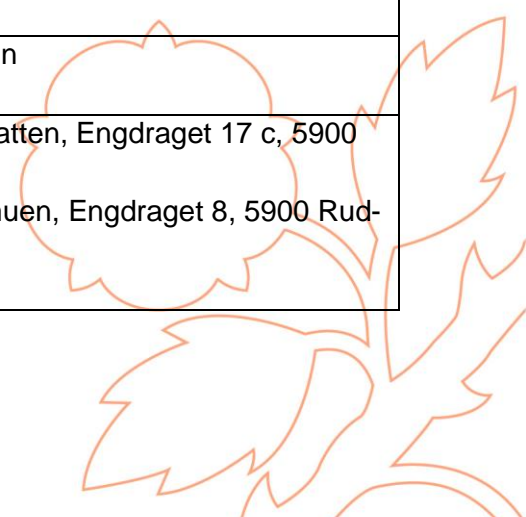 n
atten, Engdraget 17 c, 5900
uen, Engdraget 8, 5900 Rud-